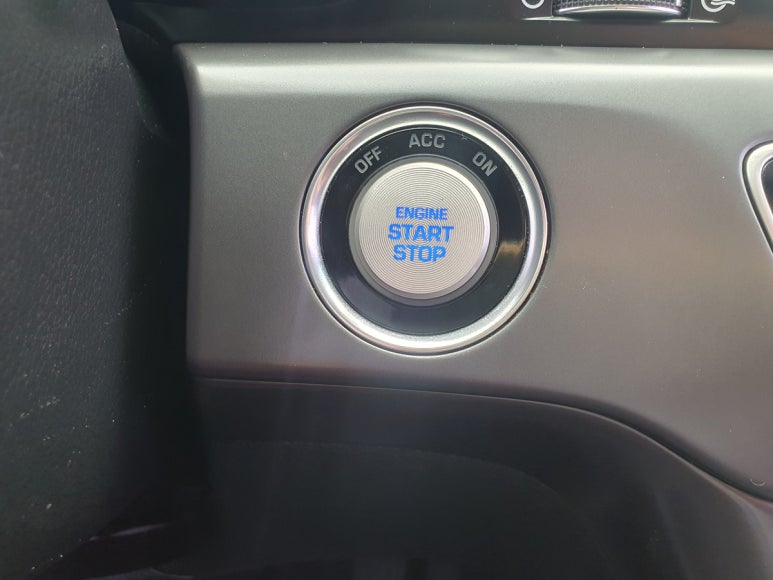 OFF ACC ON
ENGINE
START
STOP